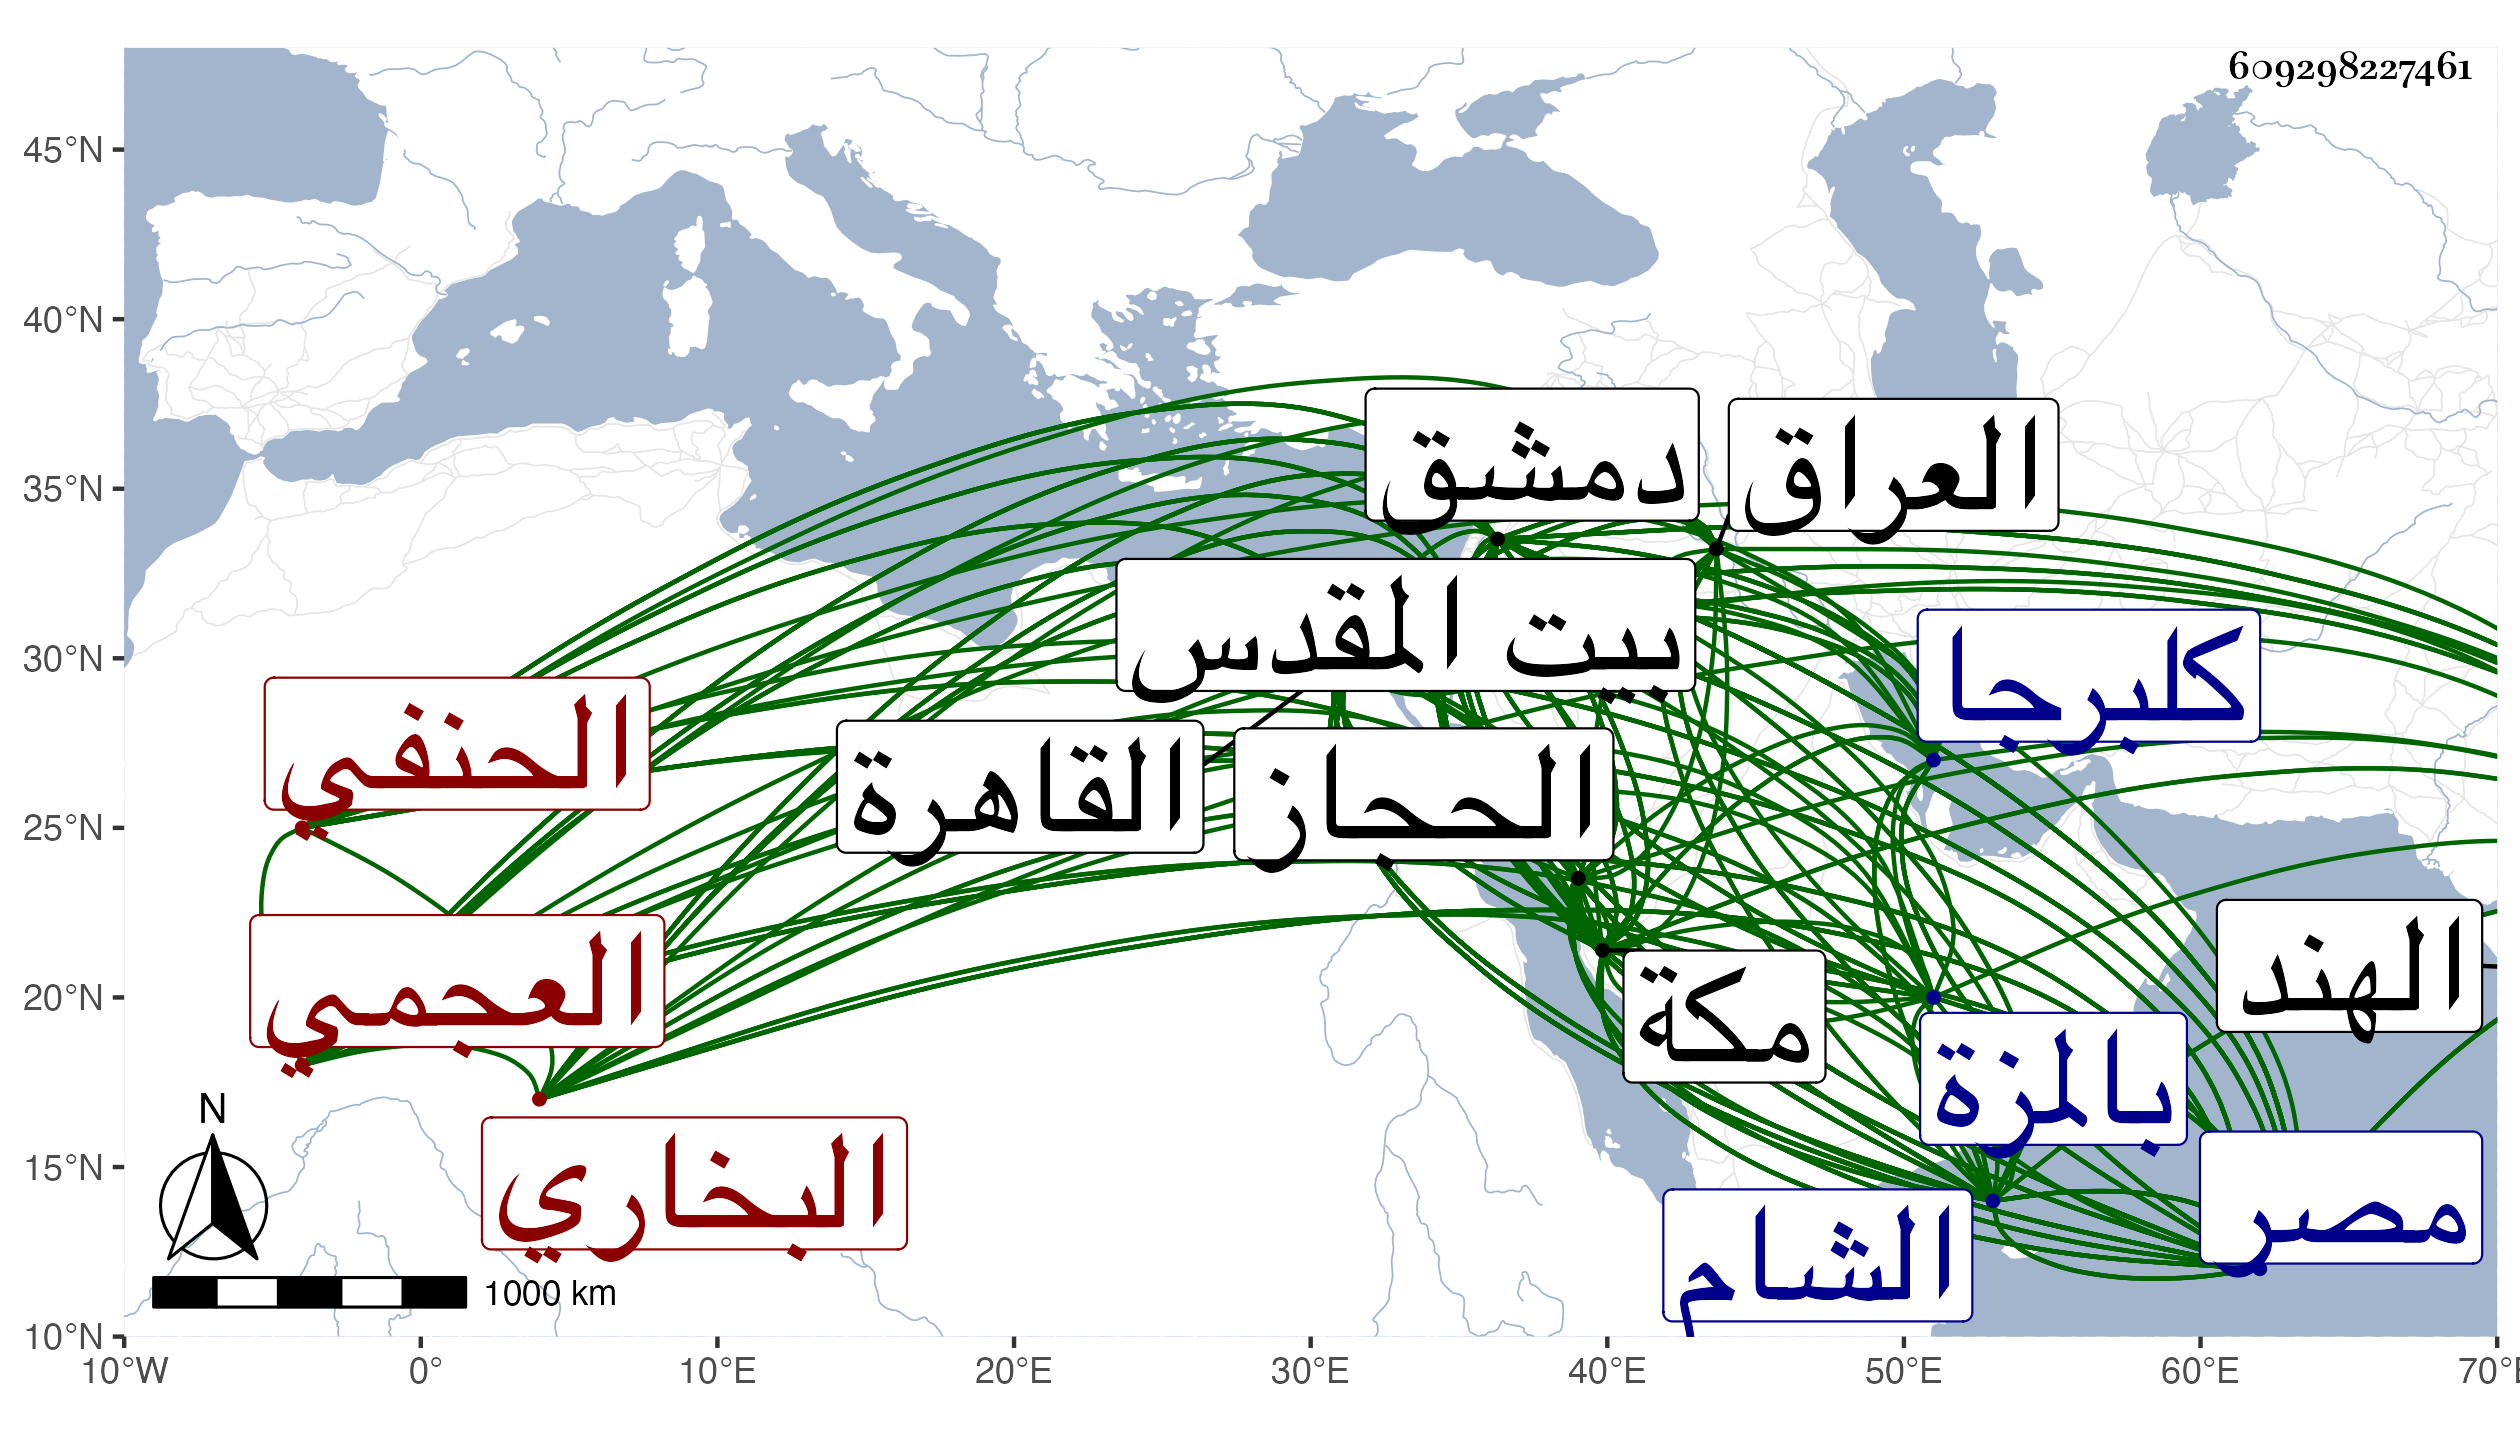 609298227461
45°N
40°N
35°N
30°N
25°N
20°N
15°N
10°N
10°W
0°
10°E
20°E
30°E
40°E
50°E
60°E
دمشق
العراق
بيت المقدس
كلبرجا
الحنفي
القاهرة
الحجاز
العجمي
مكة
الهند
بالمزة
البخاري
الشام
مصر
N
1000 km